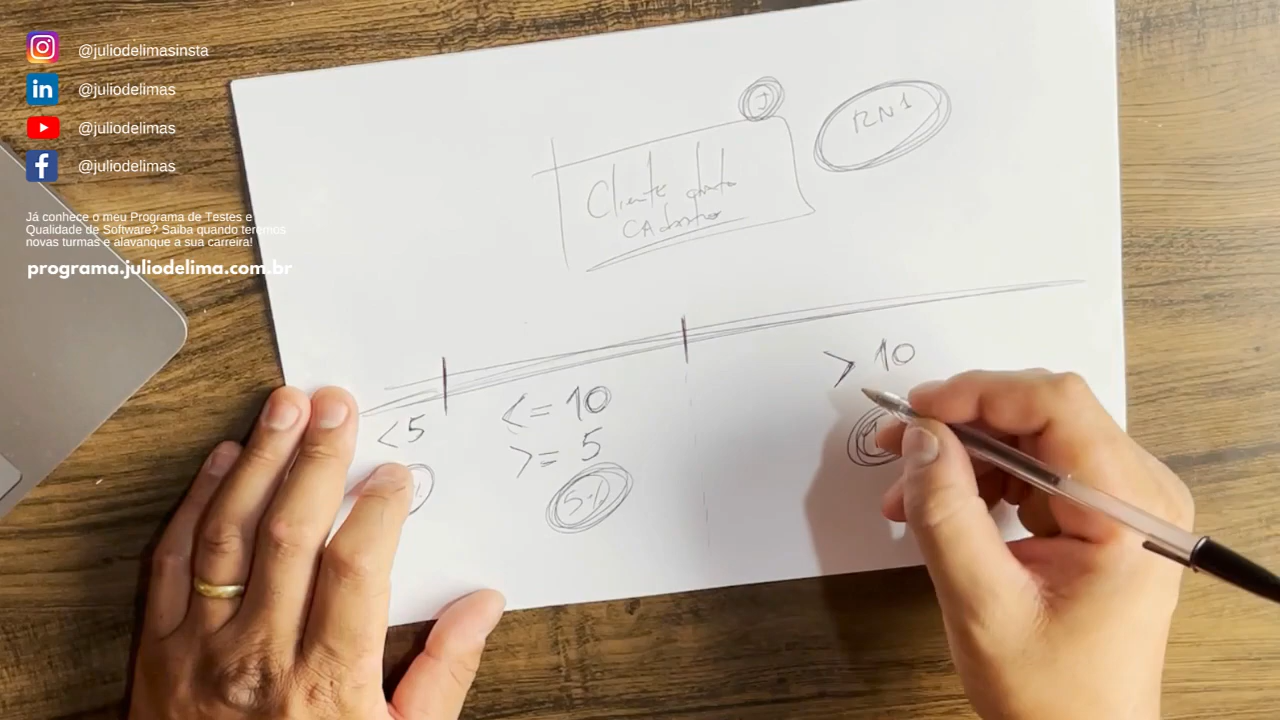 @juliodelimasinsta
@juliodelimas
@juliodelimas
@juliodelimas
Já conhece o meu Programa de Testes e
Qualidade de Software? Saiba quando teremos
novas turmas e alavanque a sua carreira!
programa.juliodelima.com.br
J
RN1
Cliente
CAdastro
> 10
<= 10
< 5
>= 5